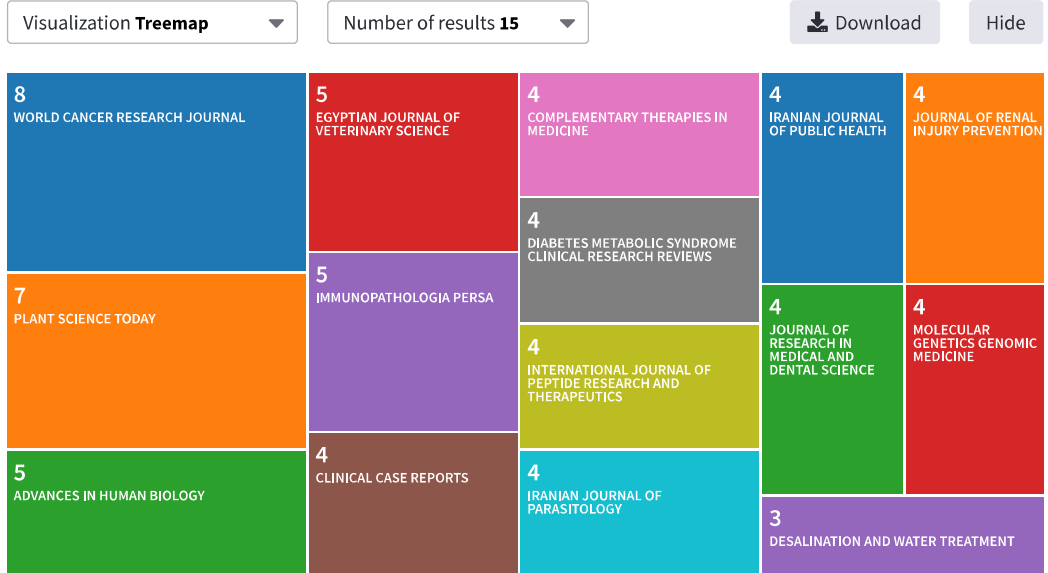 Visualization Treemap
Number of results 15
Download
Hide
8
WORLD CANCER RESEARCH JOURNAL
7
PLANT SCIENCE TODAY
5
ADVANCES IN HUMAN BIOLOGY
5
EGYPTIAN JOURNAL OF
VETERINARY SCIENCE
5
IMMUNOPATHOLOGIA PERSA
4
CLINICAL CASE REPORTS
4
COMPLEMENTARY THERAPIES IN
MEDICINE
4
DIABETES METABOLIC SYNDROME
CLINICAL RESEARCH REVIEWS
4
INTERNATIONAL JOURNAL OF
PEPTIDE RESEARCH AND
THERAPEUTICS
4
IRANIAN JOURNAL OF
PARASITOLOGY
4
IRANIAN JOURNAL
OF PUBLIC HEALTH
4
JOURNAL OF RENAL
INJURY PREVENTION
4
JOURNAL OF
RESEARCH IN
MEDICAL AND
DENTAL SCIENCE
4
MOLECULAR
GENETICS GENOMIC
MEDICINE
3
DESALINATION AND WATER TREATMENT